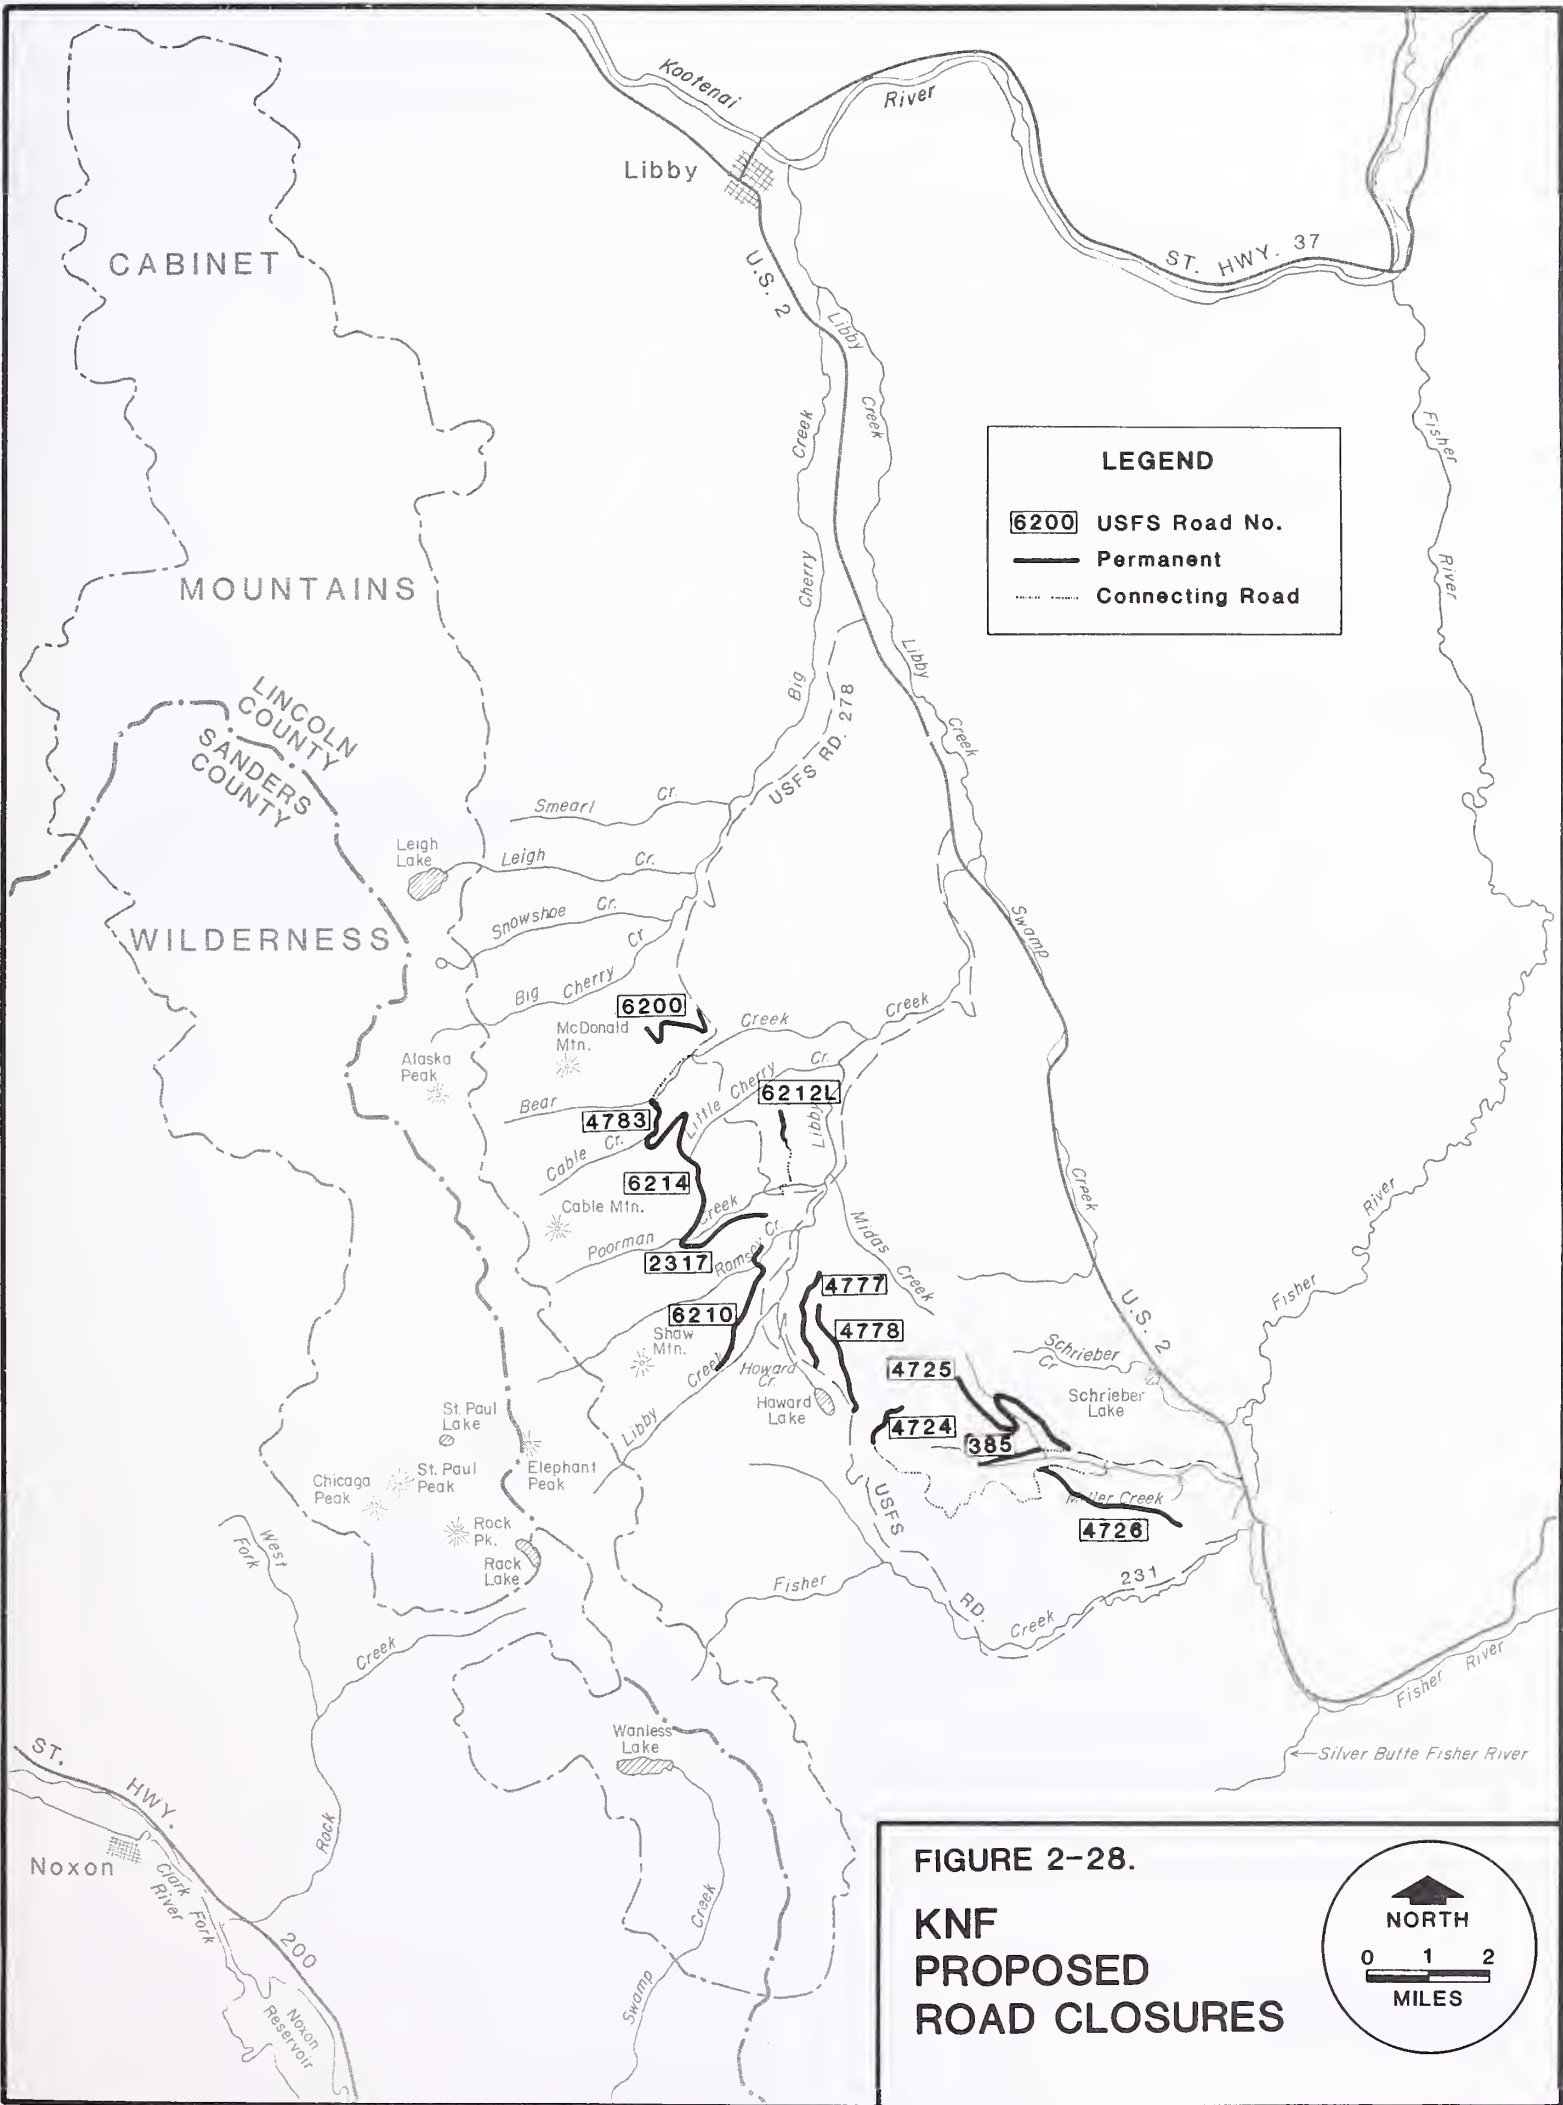 Kootenai
River
Libby
CABINET
U.S. 2
ST. HWY. 37
Libby
Creek
Creek
Fisher
LEGEND
6200 USFS Road No.
Permanent
Connecting Road
Cherry
River
MOUNTAINS
Libby
Big
LINCOLN
COUNTY
SANDERS
COUNTY
USFS RD. 278
Creek
Smearl Cr.
Leigh
Lake
Leigh Cr.
Snowshoe Cr.
Swamp
WILDERNESS
Big Cherry Cr
6200
Creek
Creek
McDonald
Mtn.
Alaska
Peak
Little Cherry Cr.
6212L
Bear
4783
Libby
Cable Cr.
6214
Creek
River
Cable Mtn.
Creek
Poorman
Midas
Creek
Ramsey Cr.
2317
4777
Fisher
6210
U.S. 2
4778
Shaw
Mtn.
Schrieber
Cr
4725
Howard
Cr.
Libby Creek
Schrieber
Lake
Haward
Lake
St. Paul
Lake
4724
385
Elephant
Peak
St. Paul
Peak
Chicaga
Peak
USFS
Miller Creek
4726
Rock
Pk.
West
Fork
Rack
Lake
Fisher
231
RD.
Creek
Creek
Fisher River
Wanless
Lake
Silver Butte Fisher River
ST.
HWY.
Rock
Noxon
Clark
Fork
River
Creek
200
Swamp
Noxon
Reservoir
FIGURE 2-28.
KNF
PROPOSED
ROAD CLOSURES
NORTH
0 1 2
MILES